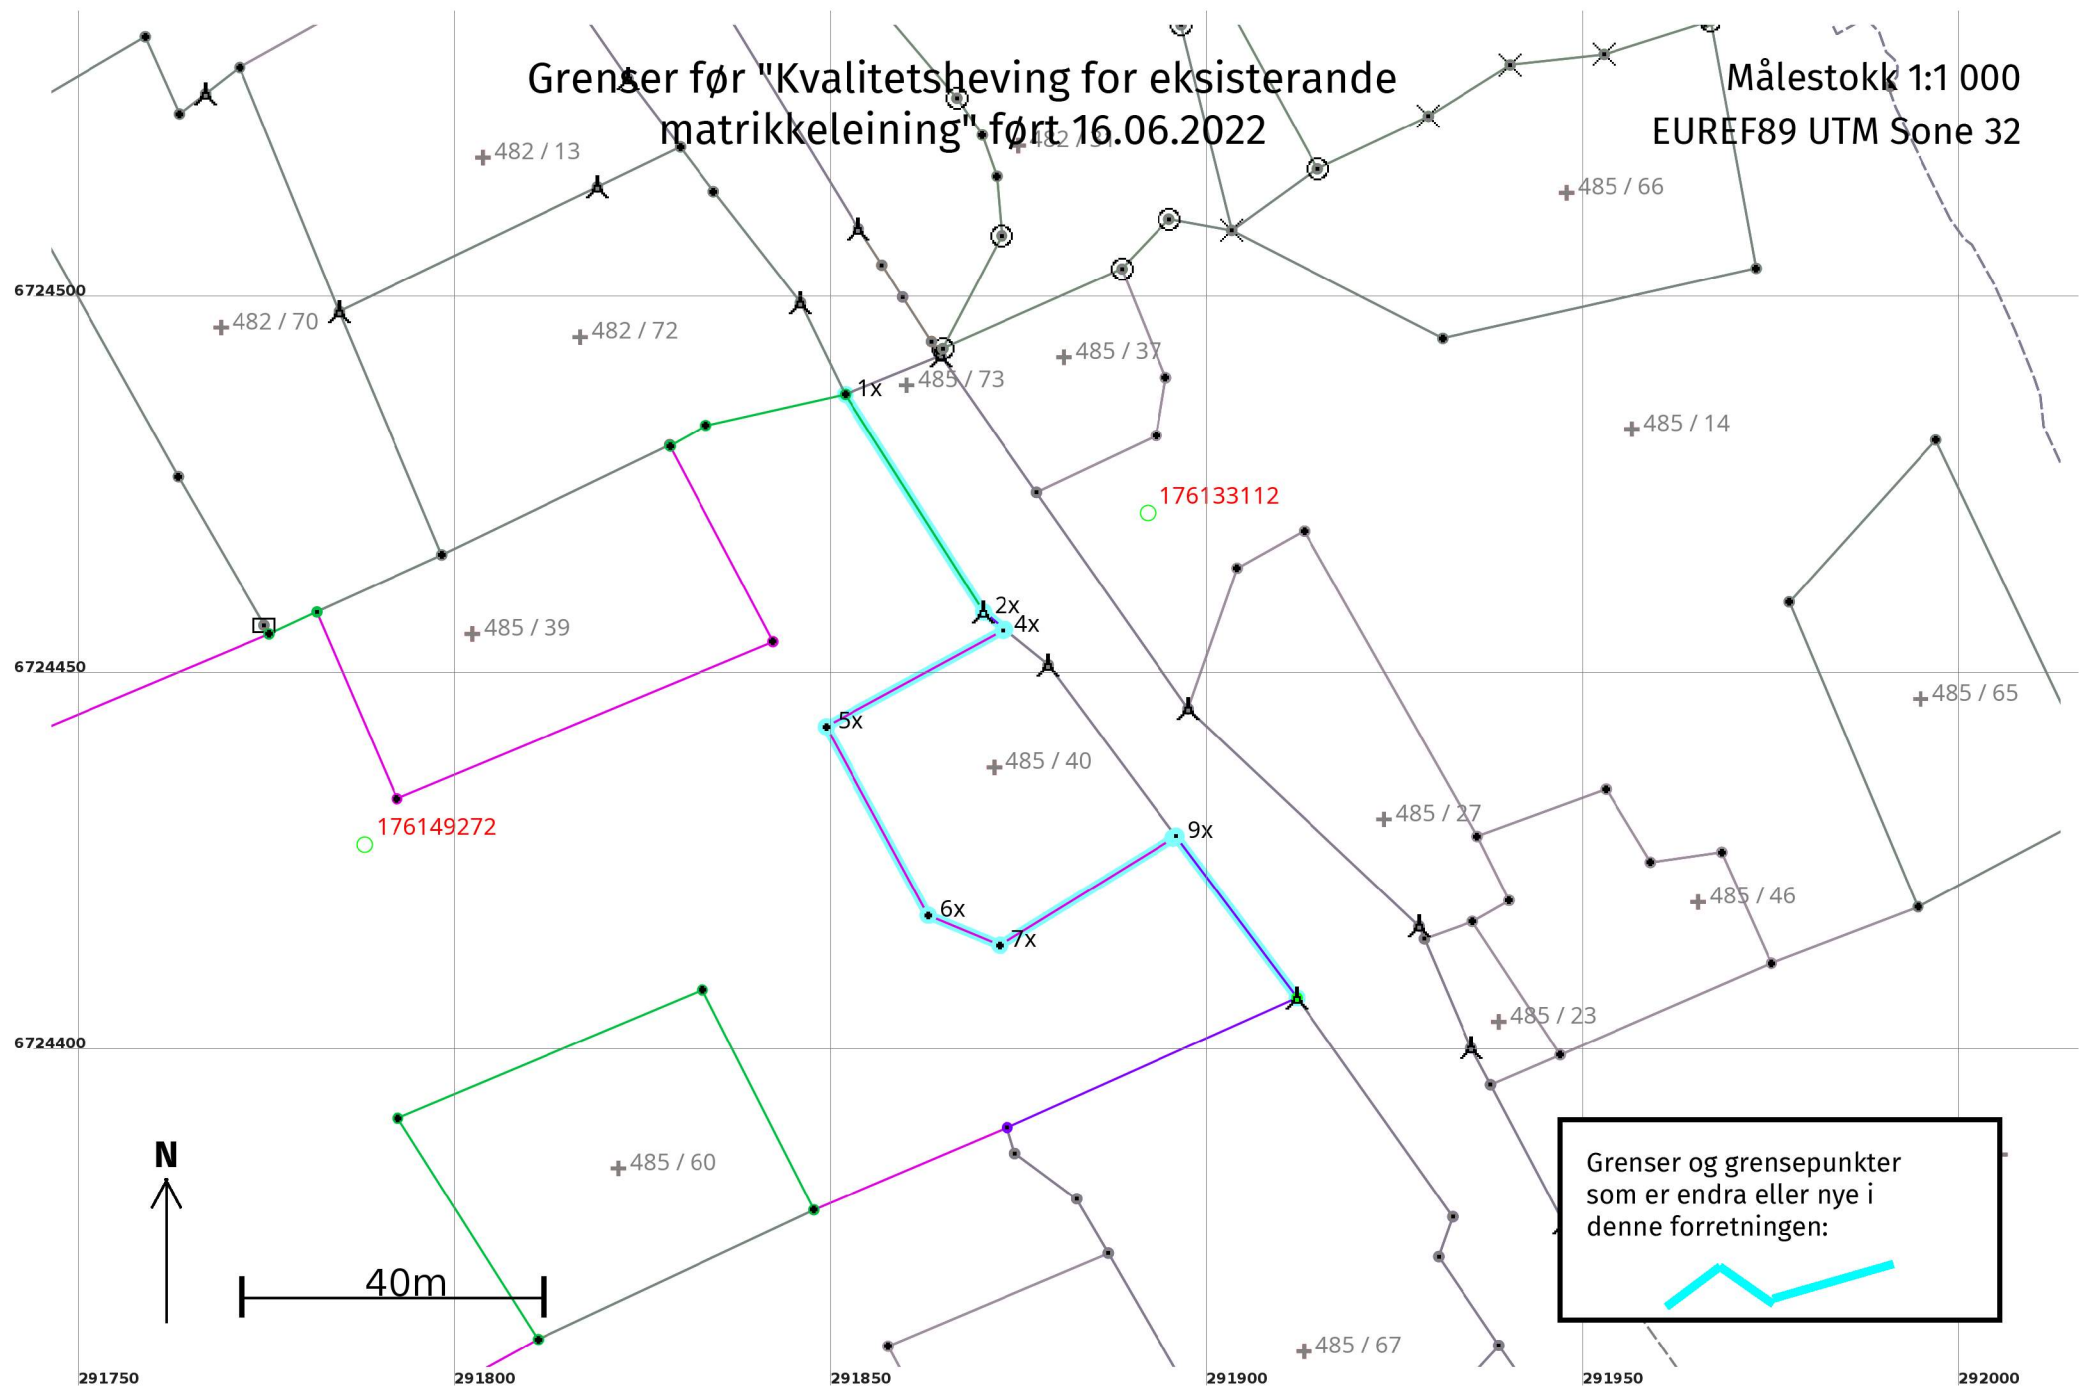 Grenser før "Kvalitetsheving for eksisterande
matrikkeleining" ført 16.06.2022
Målestokk 1:1 000
EUREF89 UTM Sone 32
482 / 13
482 / 31
485 / 66
6724500
482 / 70
482 / 72
485 / 37
1x
485 / 73
485 / 14
176133112
2x
4x
485 / 39
6724450
485 / 65
5x
485 / 40
485 / 27
176149272
9x
485 / 46
6x
7x
485 / 23
6724400
N
485 / 60
Grenser og grensepunkter
som er endra eller nye i
denne forretningen:
40m
485 / 67
291750
291800
291850
291900
291950
292000